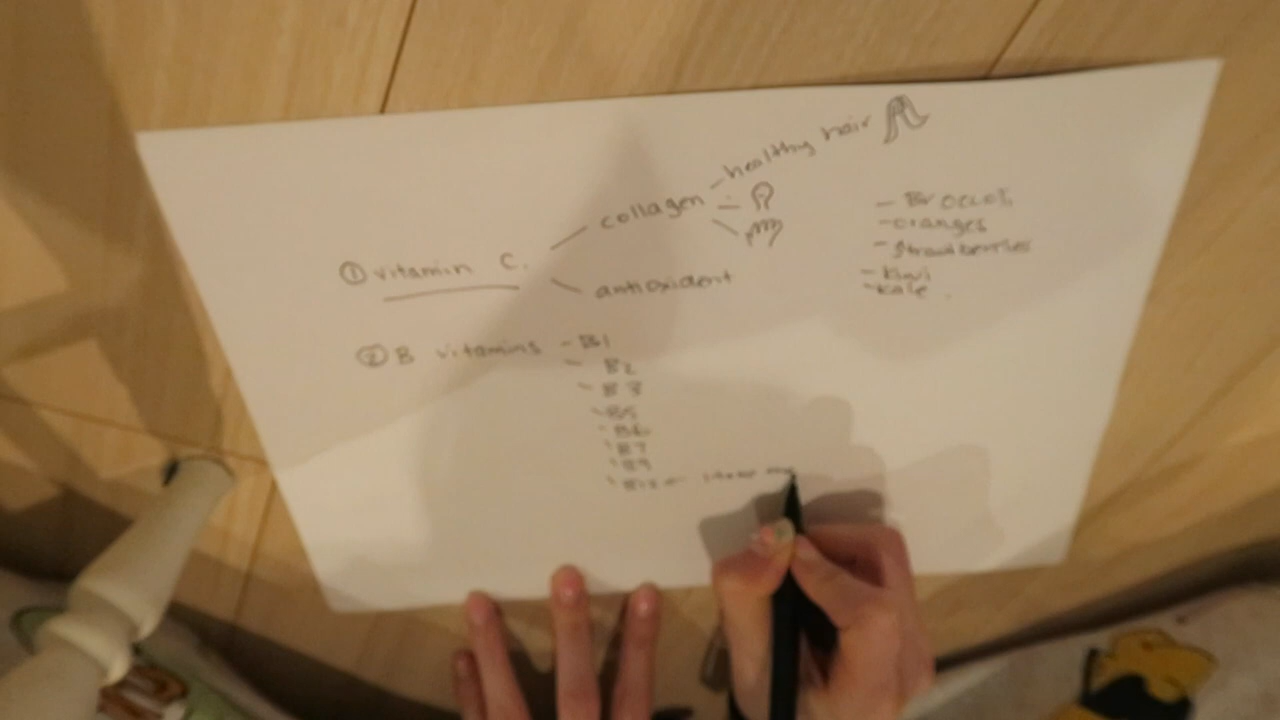 healthy hair
collagen
① vitamin C.
antioxident
- Broccoli
- oranges
- strawberries
- kiwi
- kale
② B vitamins - B1
- B2
- B3
- B5
- B6
- B7
- B9
- B12